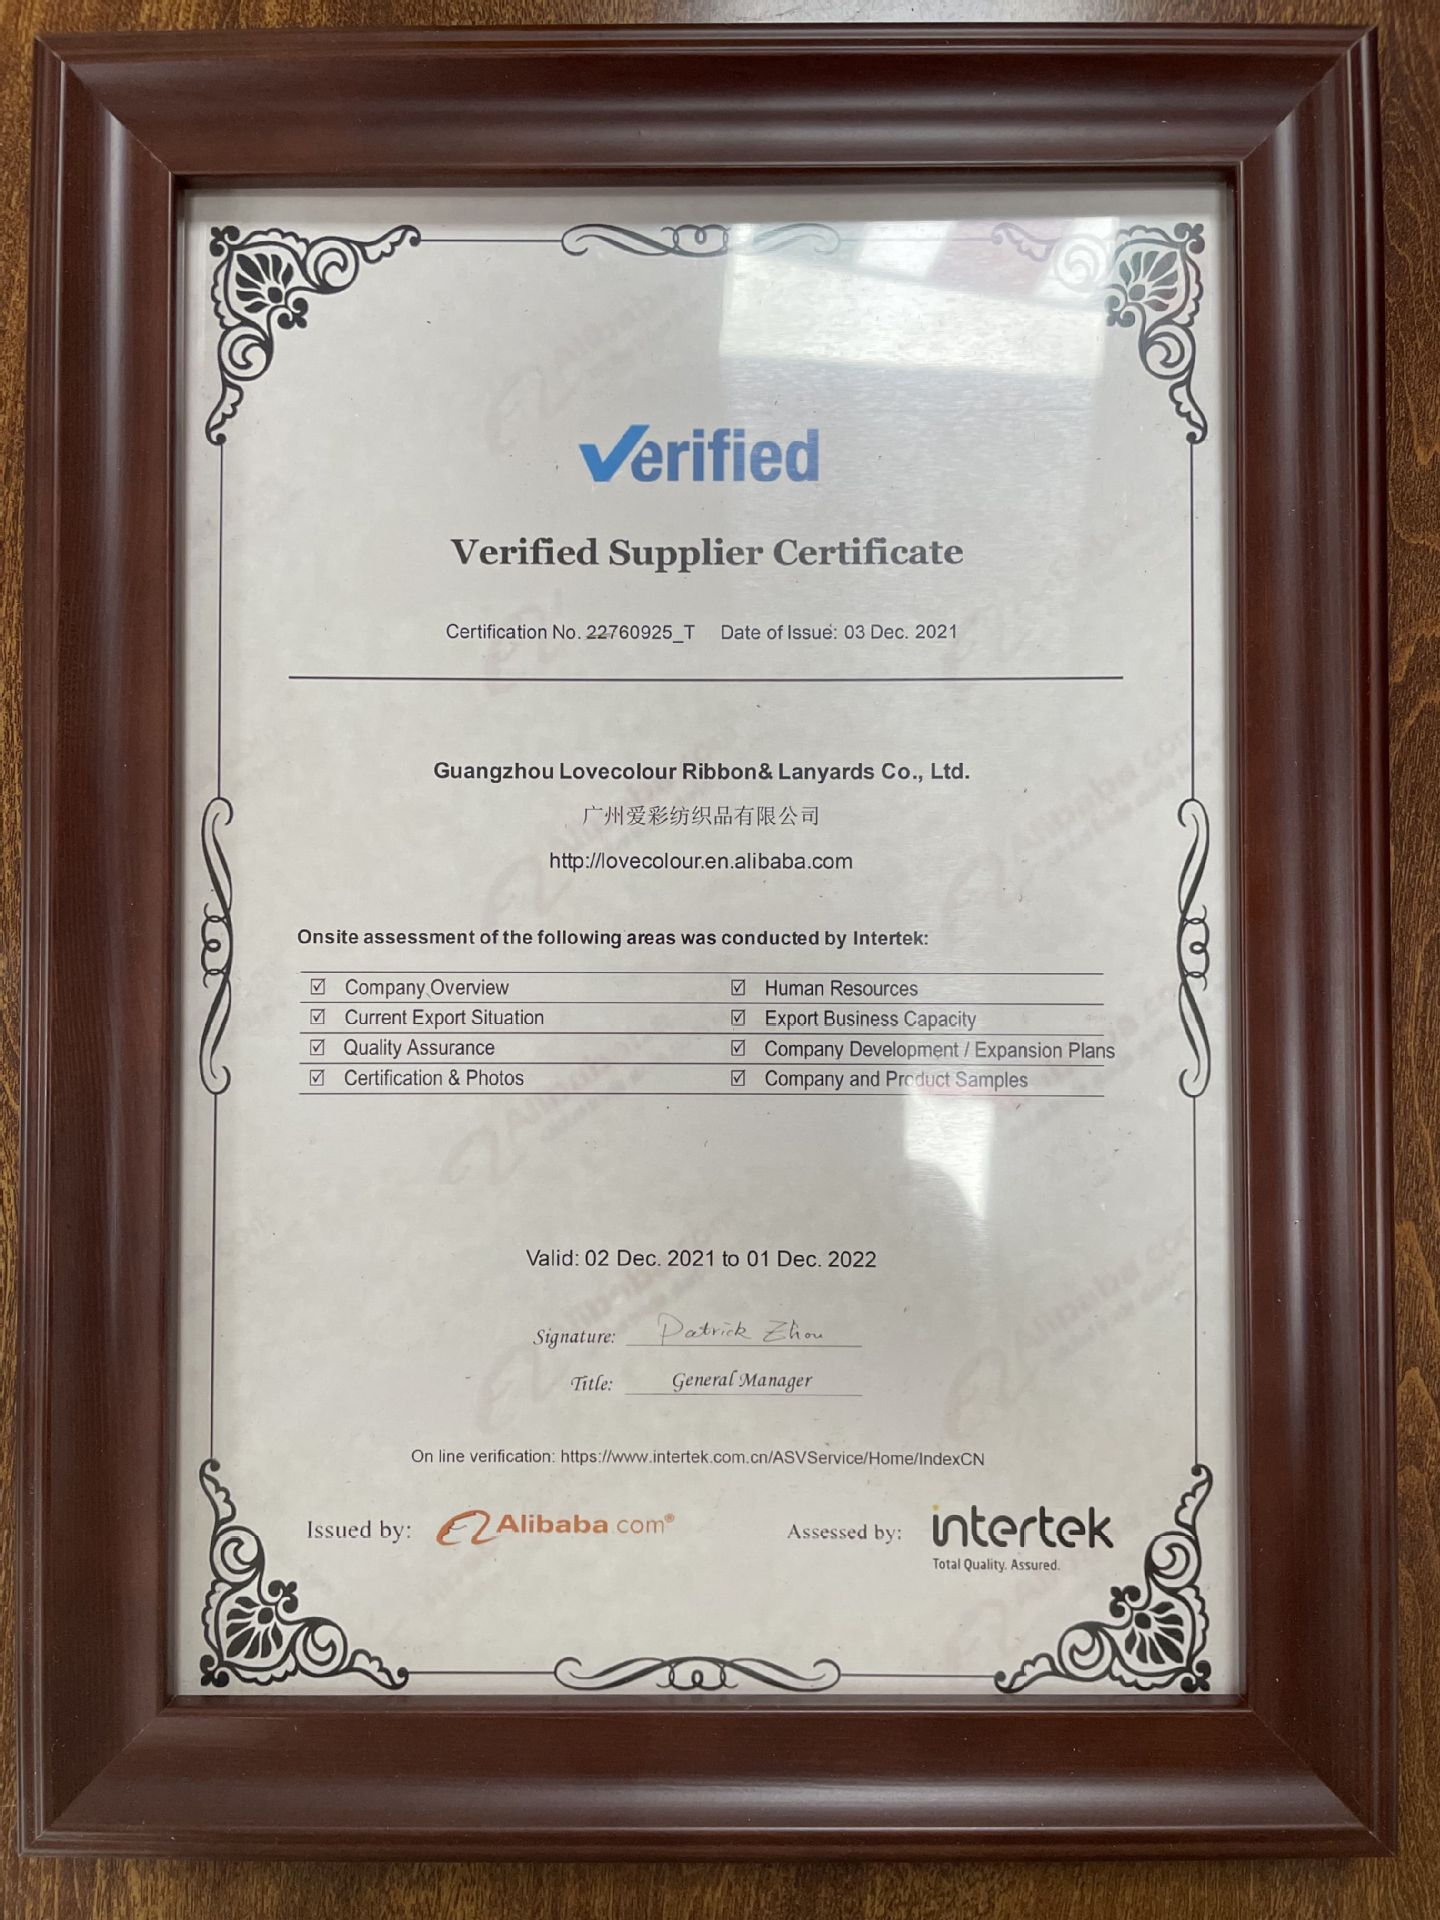 Verified
Verified Supplier Certificate
Certification No. 22760925_T Date of Issue: 03 Dec. 2021
Guangzhou Lovecolour Ribbon& Lanyards Co., Ltd.
广州爱彩纺织品有限公司
http://lovecolour.en.alibaba.com
Onsite assessment of the following areas was conducted by Intertek:
☑ Company Overview ☑ Human Resources
☑ Current Export Situation ☑ Export Business Capacity
☑ Quality Assurance ☑ Company Development / Expansion Plans
☑ Certification & Photos ☑ Company and Product Samples
Valid: 02 Dec. 2021 to 01 Dec. 2022
Signature: Patrick Zhou
Title: General Manager
On line verification: https://www.intertek.com.cn/ASVService/Home/IndexCN
Issued by: Alibaba.com® Assessed by: intertek
Total Quality. Assured.